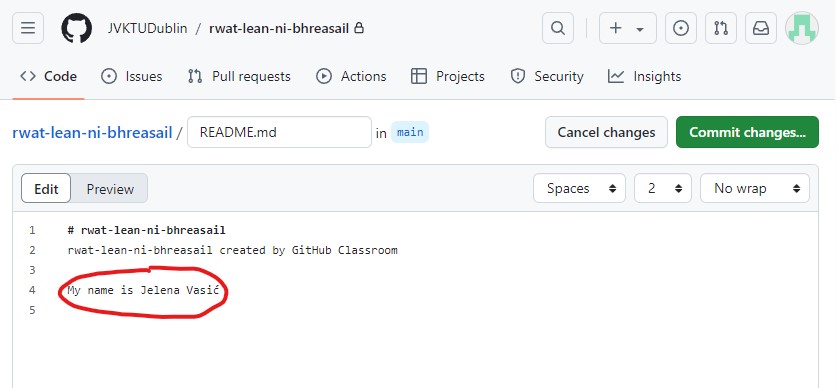 JVKTUDublin / rwat-lean-ni-bhreasail
Code Issues Pull requests Actions Projects Security Insights
rwat-lean-ni-bhreasail / README.md in main Cancel changes Commit changes...
Edit Preview Spaces 2 No wrap
1 # rwat-lean-ni-bhreasail
2 rwat-lean-ni-bhreasail created by GitHub Classroom
3
4 My name is Jelena Vasić
5